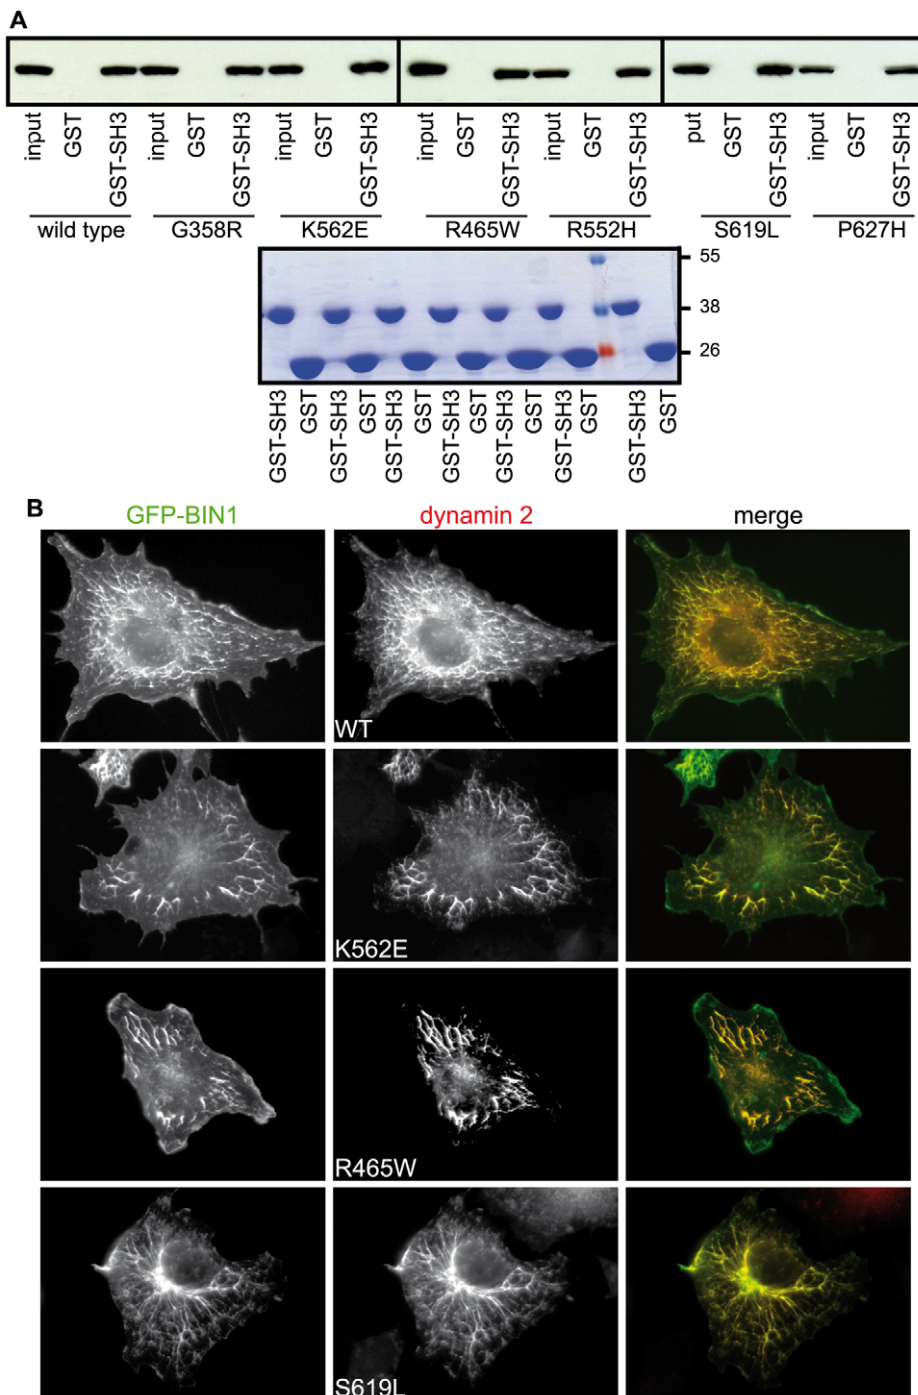 A
input GST GST-SH3 input GST GST-SH3 input GST GST-SH3 input GST GST-SH3 input GST GST-SH3 put GST GST-SH3 input GST GST-SH3
wild type G358R K562E R465W R552H S619L P627H
55
38
26
GST-SH3 GST GST-SH3 GST GST-SH3 GST GST-SH3 GST GST-SH3 GST GST-SH3 GST
B GFP-BIN1 dynamin 2 merge
WT
K562E
R465W
S619L